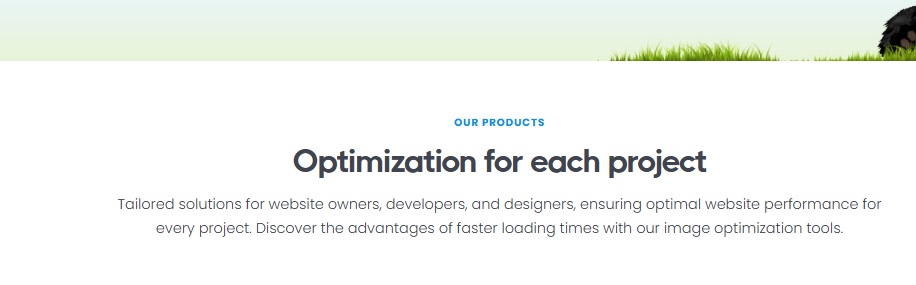 OUR PRODUCTS
Optimization for each project
Tailored solutions for website owners, developers, and designers, ensuring optimal website performance for
every project. Discover the advantages of faster loading times with our image optimization tools.